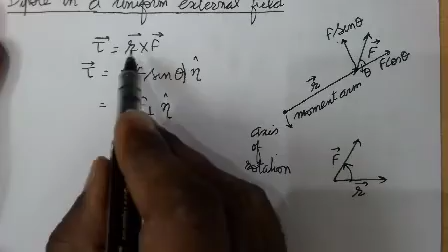 Dipole in a uniform external field
τ⃗ = r⃗ × F⃗
τ⃗ = F sinθ) n̂
= F⊥ n̂
F sinθ
F⃗
θ
F cosθ
r⃗
moment arm
axis
of
rotation
F⃗
r⃗